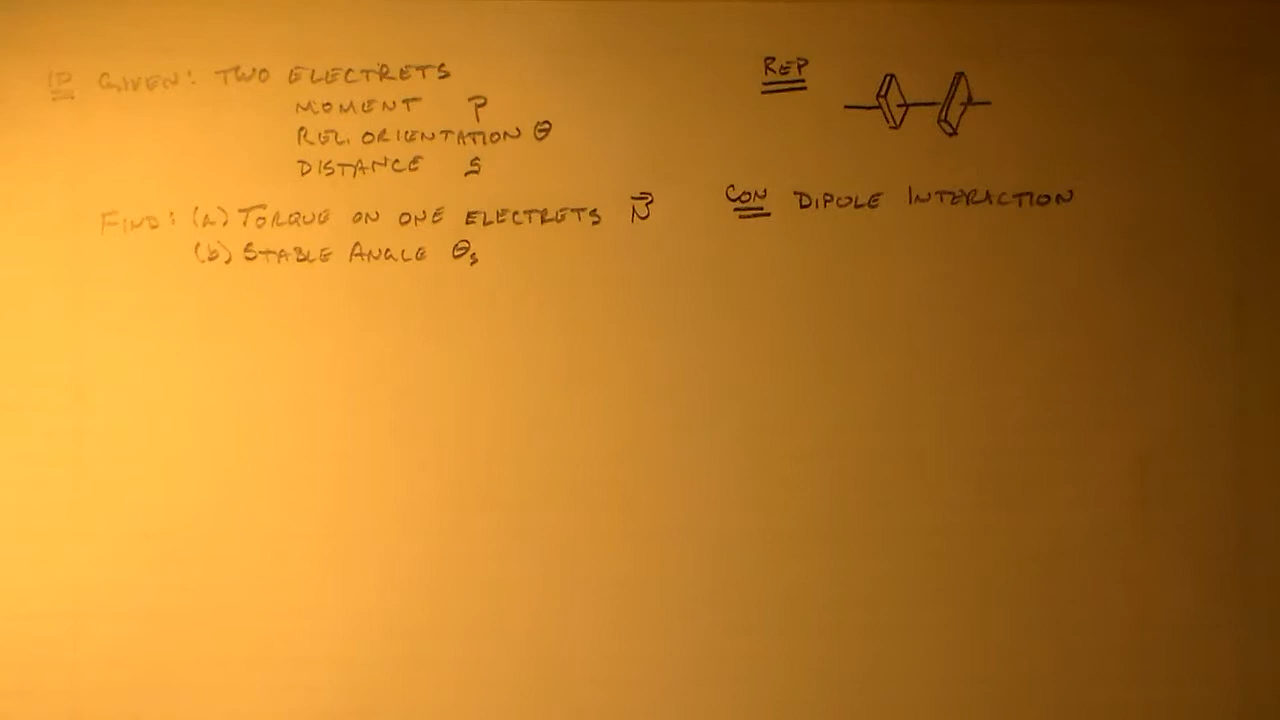 ID GIVEN: TWO ELECTRETS
MOMENT p
REL. ORIENTATION θ
DISTANCE s
FIND: (a) TORQUE ON ONE ELECTRETS N⃗
(b) STABLE ANGLE θs
REP
CON DIPOLE INTERACTION